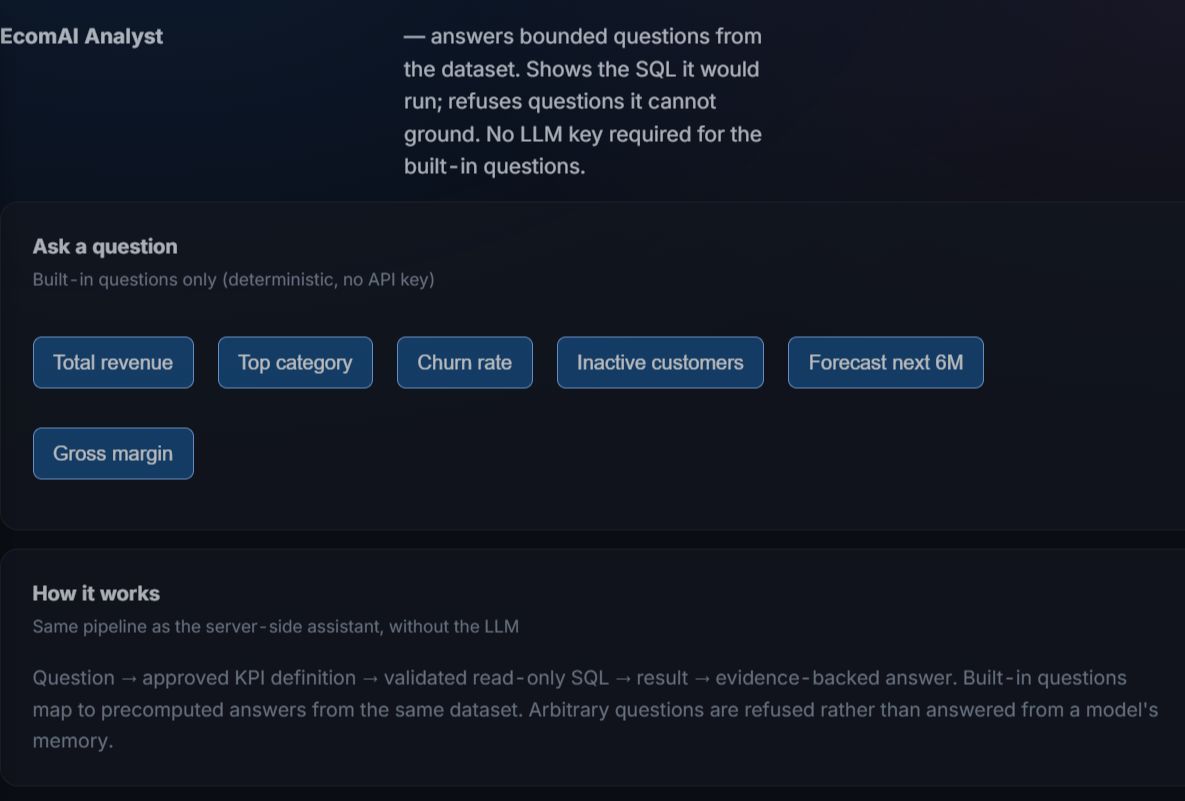 EcomAI Analyst
— answers bounded questions from
the dataset. Shows the SQL it would
run; refuses questions it cannot
ground. No LLM key required for the
built-in questions.
Ask a question
Built-in questions only (deterministic, no API key)
Total revenue
Top category
Churn rate
Inactive customers
Forecast next 6M
Gross margin
How it works
Same pipeline as the server-side assistant, without the LLM
Question → approved KPI definition → validated read-only SQL → result → evidence-backed answer. Built-in questions
map to precomputed answers from the same dataset. Arbitrary questions are refused rather than answered from a model's
memory.